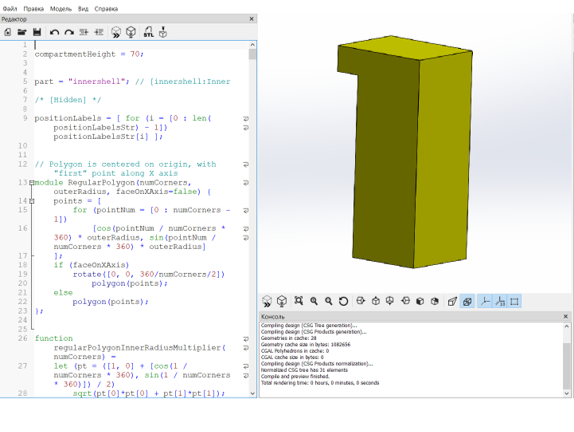 Файл Правка Модель Вид Справка
Редактор ×
STL
1
2 compartmentHeight = 70;
3
4
5 part = "innershell"; // [innershell:Inner
6
7 /* [Hidden] */
8
9 positionLabels = [ for (i = [0 : len(
positionLabelsStr) - 1])
positionLabelsStr[i] ];
10
11
12 // Polygon is centered on origin, with
"first" point along X axis
13 module RegularPolygon(numCorners,
outerRadius, faceOnXAxis=false) {
14 points = [
15 for (pointNum = [0 : numCorners -
1])
16 [cos(pointNum / numCorners *
360) * outerRadius, sin(pointNum /
numCorners * 360) * outerRadius]
17 ];
18 if (faceOnXAxis)
19 rotate([0, 0, 360/numCorners/2])
20 polygon(points);
21 else
22 polygon(points);
23 };
24
25
26 function
regularPolygonInnerRadiusMultiplier(
numCorners) =
27 let (pt = ([1, 0] + [cos(1 /
numCorners * 360), sin(1 / numCorners
* 360)]) / 2)
28 sqrt(pt[0]*pt[0] + pt[1]*pt[1]);
Консоль ×
Compiling design (CSG Tree generation)...
Compiling design (CSG Products generation)...
Geometries in cache: 28
Geometry cache size in bytes: 1082656
CGAL Polyhedrons in cache: 0
CGAL cache size in bytes: 0
Compiling design (CSG Products normalization)...
Normalized CSG tree has 31 elements
Compile and preview finished.
Total rendering time: 0 hours, 0 minutes, 0 seconds